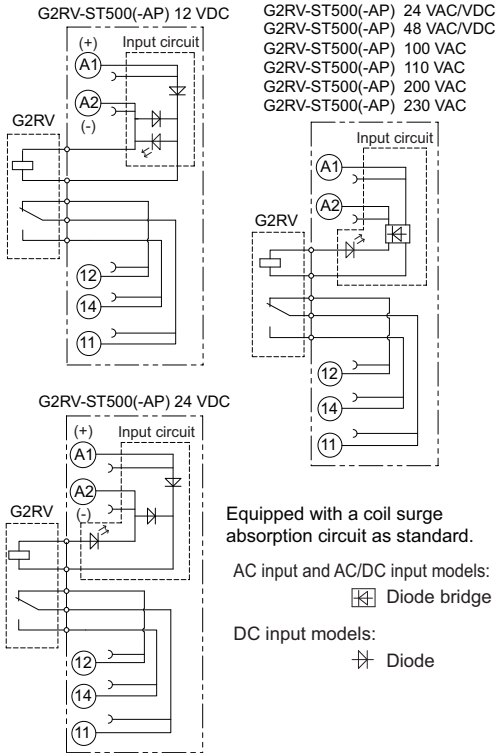 G2RV-ST500(-AP) 12 VDC
(+)
Input circuit
A1
A2
(-)
G2RV
12
14
11
G2RV-ST500(-AP) 24 VAC/VDC
G2RV-ST500(-AP) 48 VAC/VDC
G2RV-ST500(-AP) 100 VAC
G2RV-ST500(-AP) 110 VAC
G2RV-ST500(-AP) 200 VAC
G2RV-ST500(-AP) 230 VAC
Input circuit
A1
A2
G2RV
12
14
11
G2RV-ST500(-AP) 24 VDC
(+)
Input circuit
A1
A2
(-)
G2RV
12
14
11
Equipped with a coil surge
absorption circuit as standard.
AC input and AC/DC input models:
Diode bridge
DC input models:
Diode